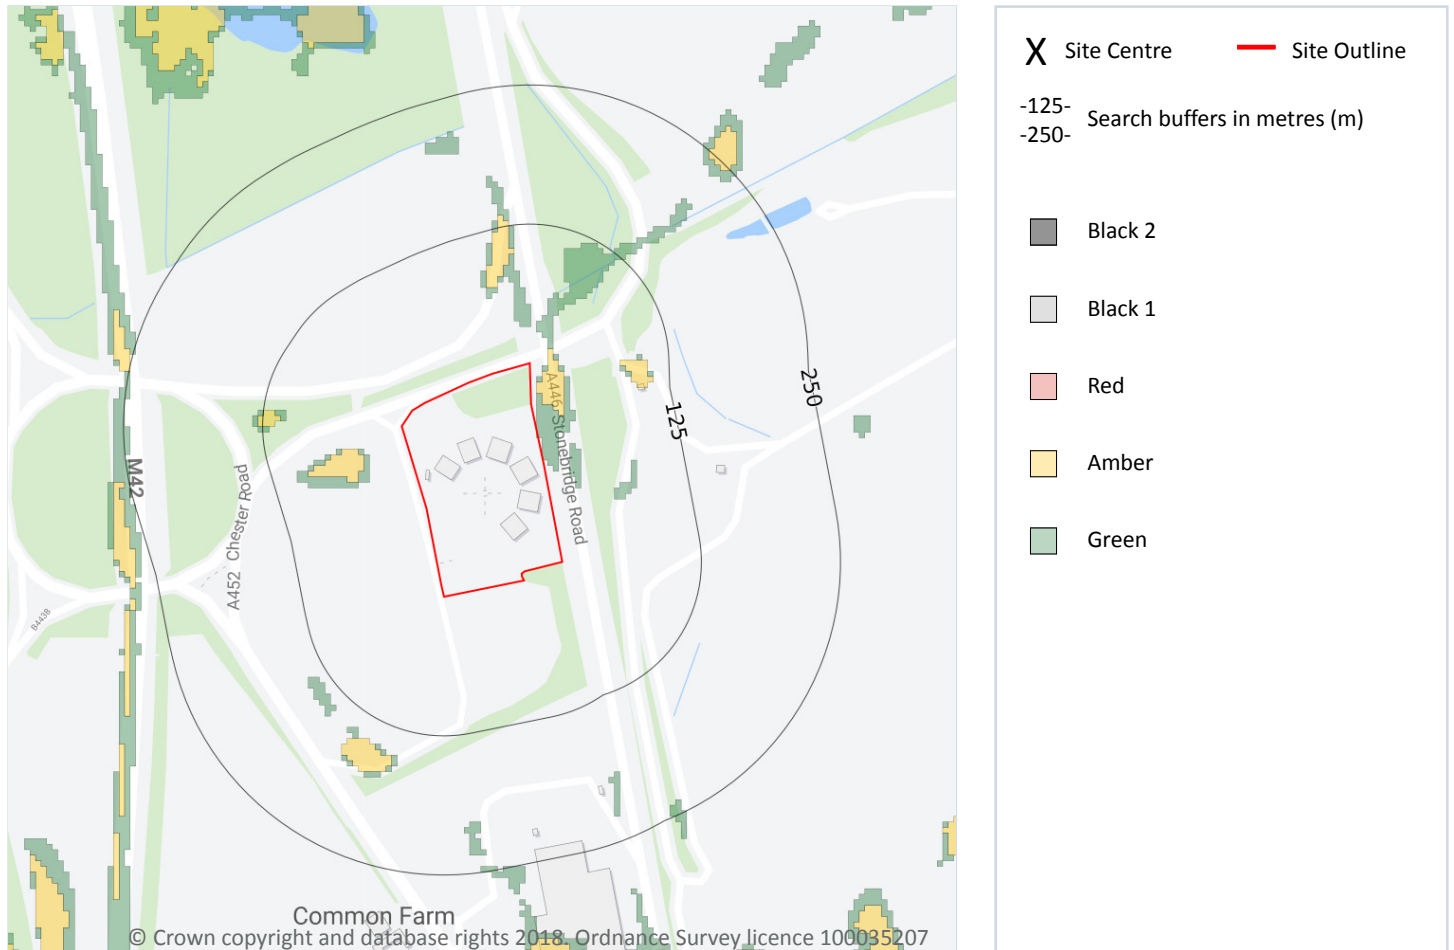 A446 Stonebridge Road
250
125
M42
A452 Chester Road
B4438
Common Farm
© Crown copyright and database rights 2018. Ordnance Survey licence 100035207
X Site Centre
Site Outline
-125-
-250-
Search buffers in metres (m)
Black 2
Black 1
Red
Amber
Green